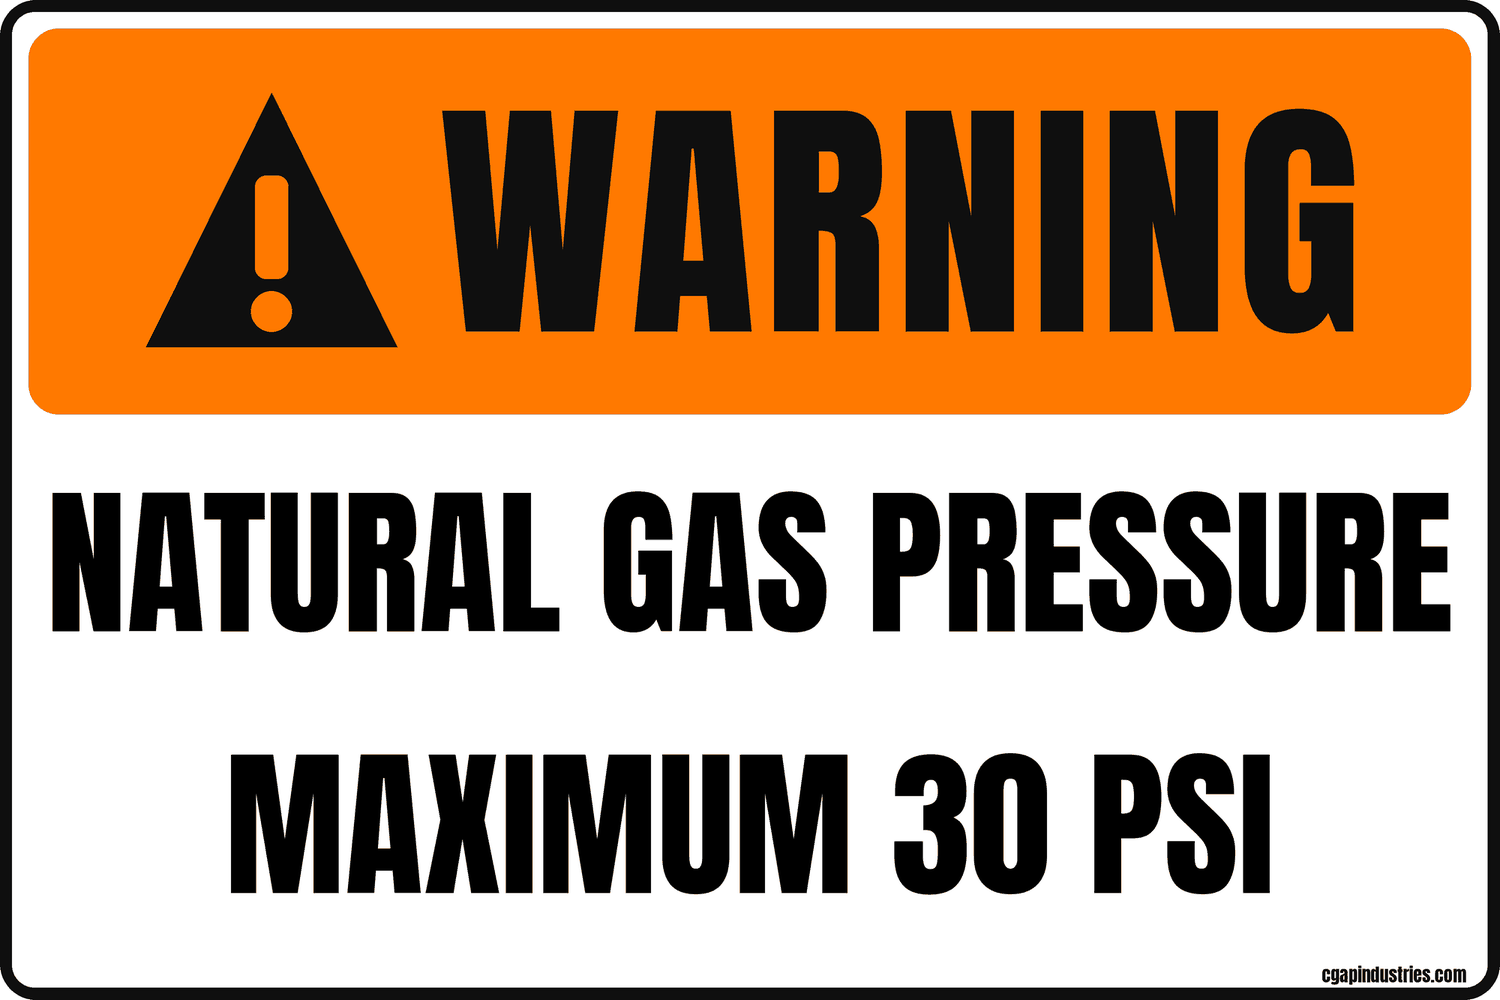 WARNING
NATURAL GAS PRESSURE
MAXIMUM 30 PSI
cgapindustries.com